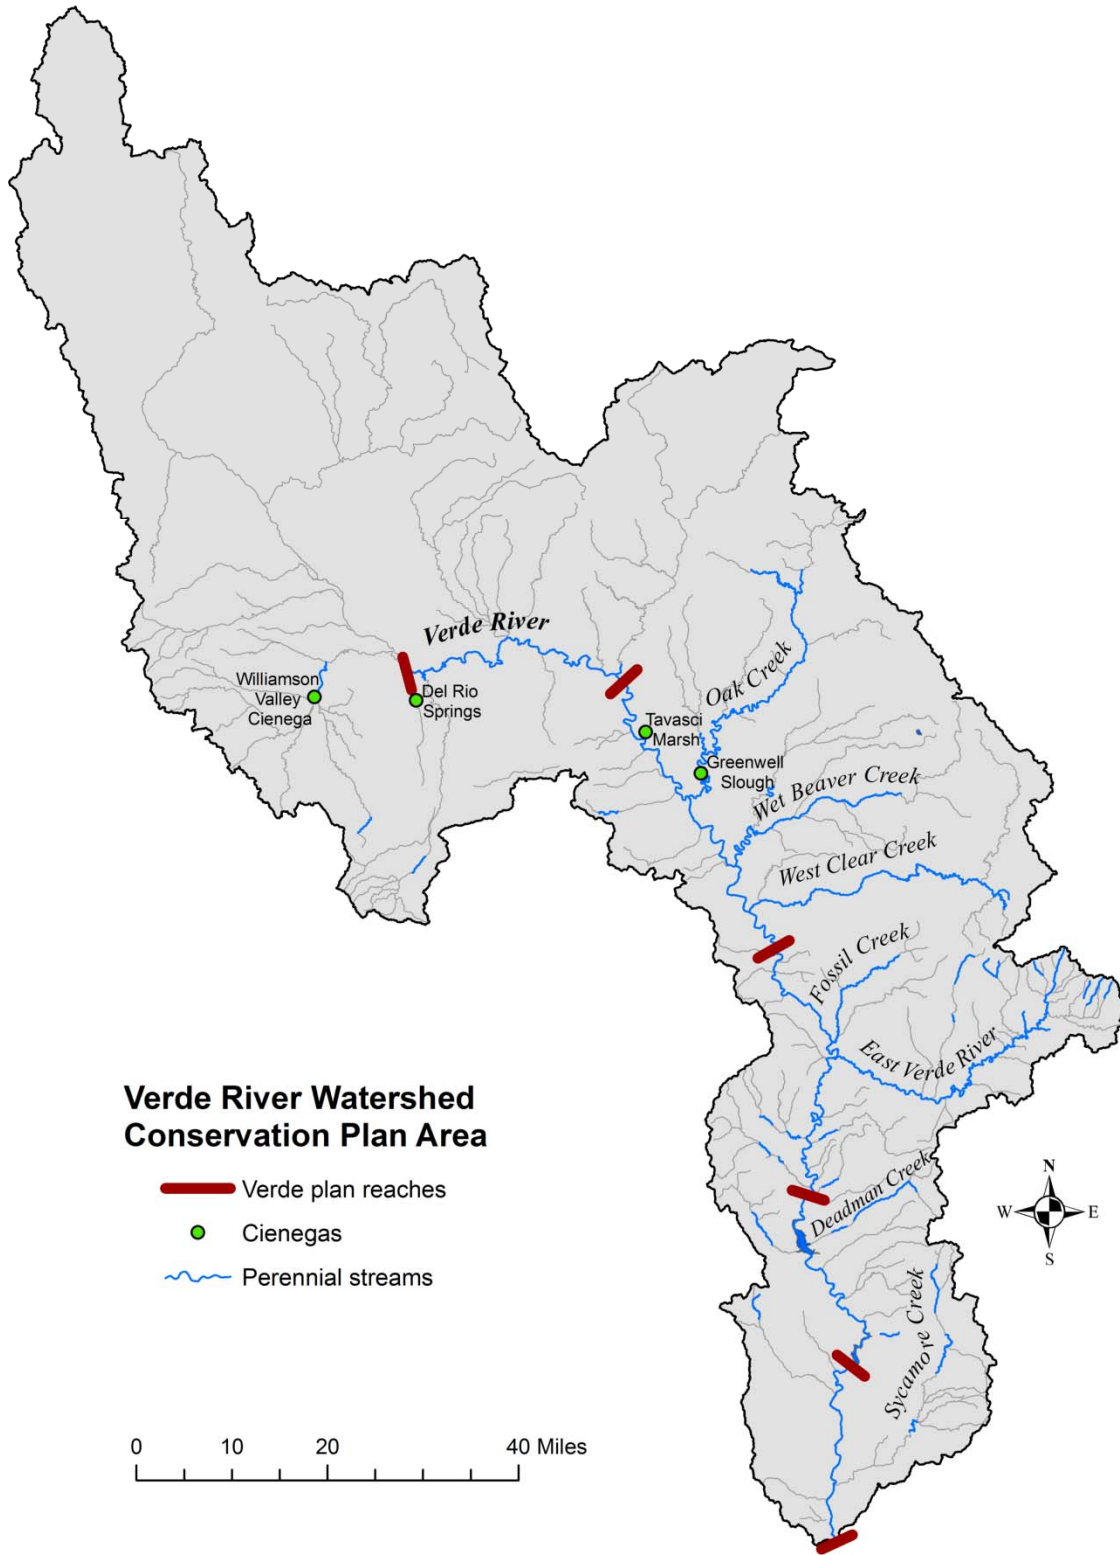 Verde River
Oak Creek
Williamson
Valley
Cienega
Del Rio
Springs
Tavasci
Marsh
Greenwell
Slough
Wet Beaver Creek
West Clear Creek
Fossil Creek
East Verde River
Deadman Creek
Sycamore Creek
Verde River Watershed
Conservation Plan Area
Verde plan reaches
Cienegas
Perennial streams
N
W E
S
0 10 20 40 Miles